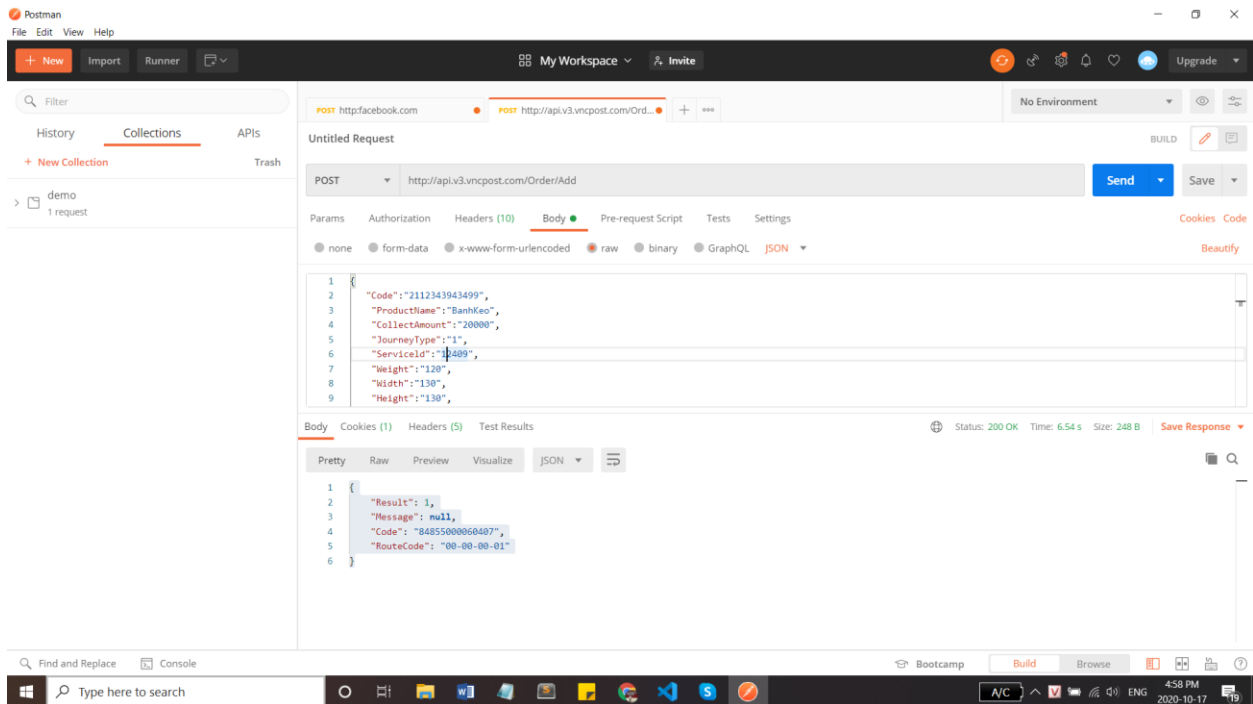 Postman
File Edit View Help
+ New Import Runner My Workspace Invite Upgrade
Filter
History Collections APIs
+ New Collection Trash
demo
1 request
POST http:facebook.com POST http://api.v3.vncpost.com/Ord... + No Environment
Untitled Request BUILD
POST http://api.v3.vncpost.com/Order/Add Send Save
Params Authorization Headers (10) Body Pre-request Script Tests Settings Cookies Code
none form-data x-www-form-urlencoded raw binary GraphQL JSON Beautify
1 {
2 "Code":"2112343943499",
3 "ProductName":"BanhKeo",
4 "CollectAmount":"20000",
5 "JourneyType":"1",
6 "ServiceId":"12409",
7 "Weight":"120",
8 "Width":"130",
9 "Height":"130",
Body Cookies (1) Headers (5) Test Results Status: 200 OK Time: 6.54 s Size: 248 B Save Response
Pretty Raw Preview Visualize JSON
1 {
2 "Result": 1,
3 "Message": null,
4 "Code": "84855000060407",
5 "RouteCode": "00-00-00-01"
6 }
Find and Replace Console Bootcamp Build Browse
Type here to search A/C ENG 4:58 PM
2020-10-17 19